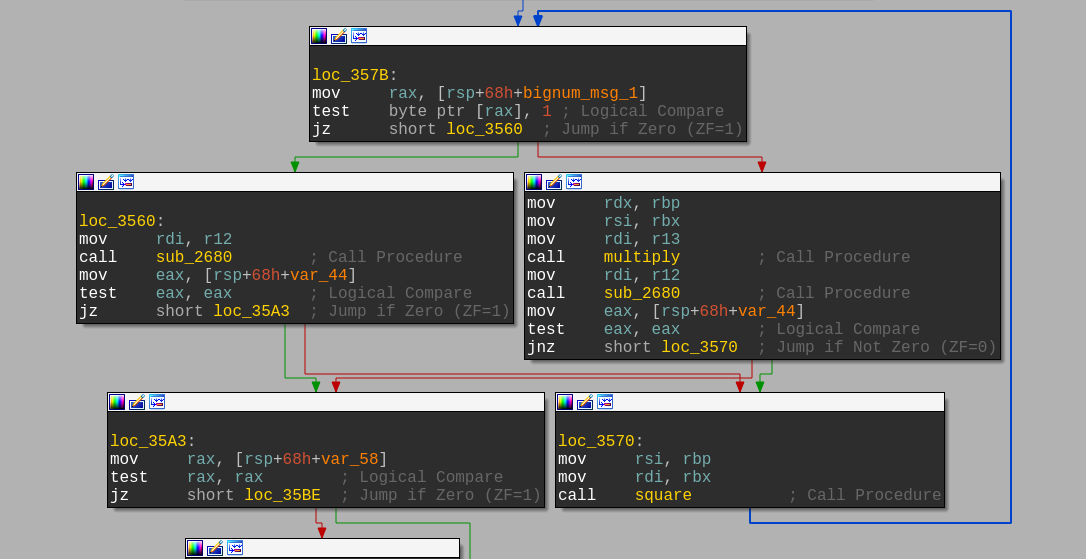 loc_357B:
mov rax, [rsp+68h+bignum_msg_1]
test byte ptr [rax], 1 ; Logical Compare
jz short loc_3560 ; Jump if Zero (ZF=1)
loc_3560:
mov rdi, r12
call sub_2680 ; Call Procedure
mov eax, [rsp+68h+var_44]
test eax, eax ; Logical Compare
jz short loc_35A3 ; Jump if Zero (ZF=1)
mov rdx, rbp
mov rsi, rbx
mov rdi, r13
call multiply ; Call Procedure
mov rdi, r12
call sub_2680 ; Call Procedure
mov eax, [rsp+68h+var_44]
test eax, eax ; Logical Compare
jnz short loc_3570 ; Jump if Not Zero (ZF=0)
loc_35A3:
mov rax, [rsp+68h+var_58]
test rax, rax ; Logical Compare
jz short loc_35BE ; Jump if Zero (ZF=1)
loc_3570:
mov rsi, rbp
mov rdi, rbx
call square ; Call Procedure